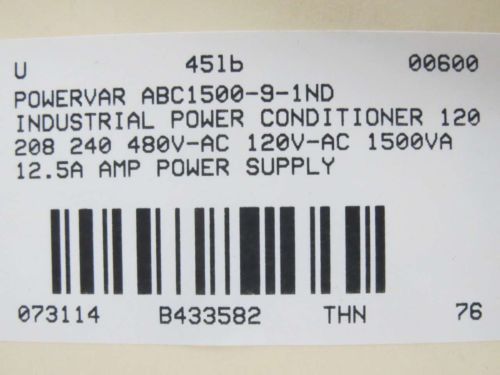 U 45lb 00600
POWERVAR ABC1500-9-1ND
INDUSTRIAL POWER CONDITIONER 120
208 240 480V-AC 120V-AC 1500VA
12.5A AMP POWER SUPPLY
073114 B433582 THN 76